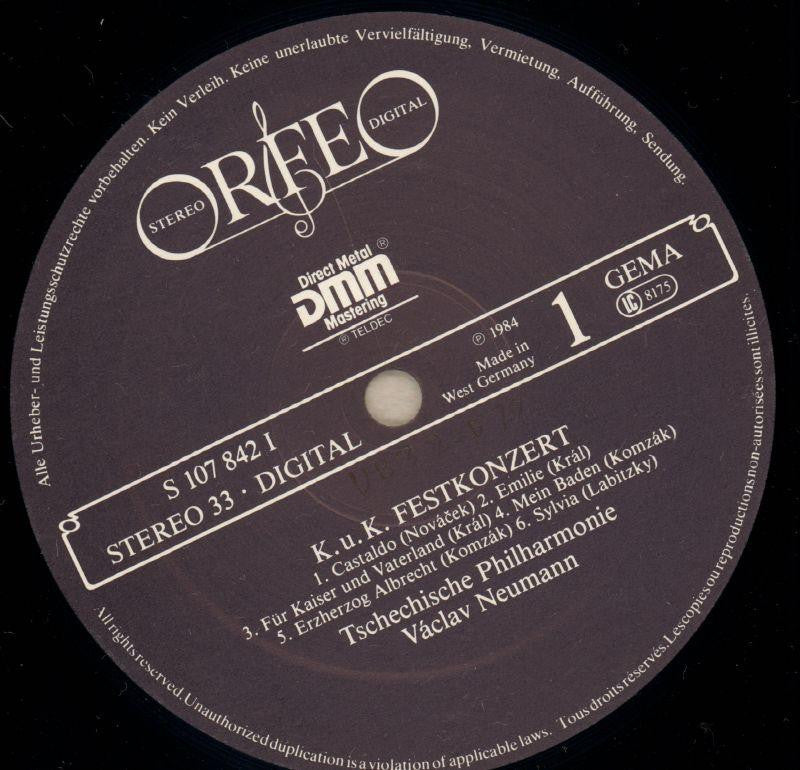 Alle Urheber- und Leistungsschutzrechte vorbehalten. Kein Verleih. Keine unerlaubte Vervielfältigung, Vermietung, Aufführung, Sendung.
ORFEO
STEREO
DIGITAL
Direct Metal ®
DMM
Mastering
® TELDEC
S 107 842 I
STEREO 33 · DIGITAL
℗ 1984
Made in
West Germany
1
GEMA
LC 8175
K.u.K. FESTKONZERT
1. Castaldo (Nováček) 2. Emilie (Král)
3. Für Kaiser und Vaterland (Král) 4. Mein Baden (Komzák)
5. Erzherzog Albrecht (Komzák) 6. Sylvia (Labitzky)
Tschechische Philharmonie
Václav Neumann
All rights reserved. Unauthorized duplication is a violation of applicable laws. Tous droits reservés. Les copies ou reproductions non-autorisées sont illicites.